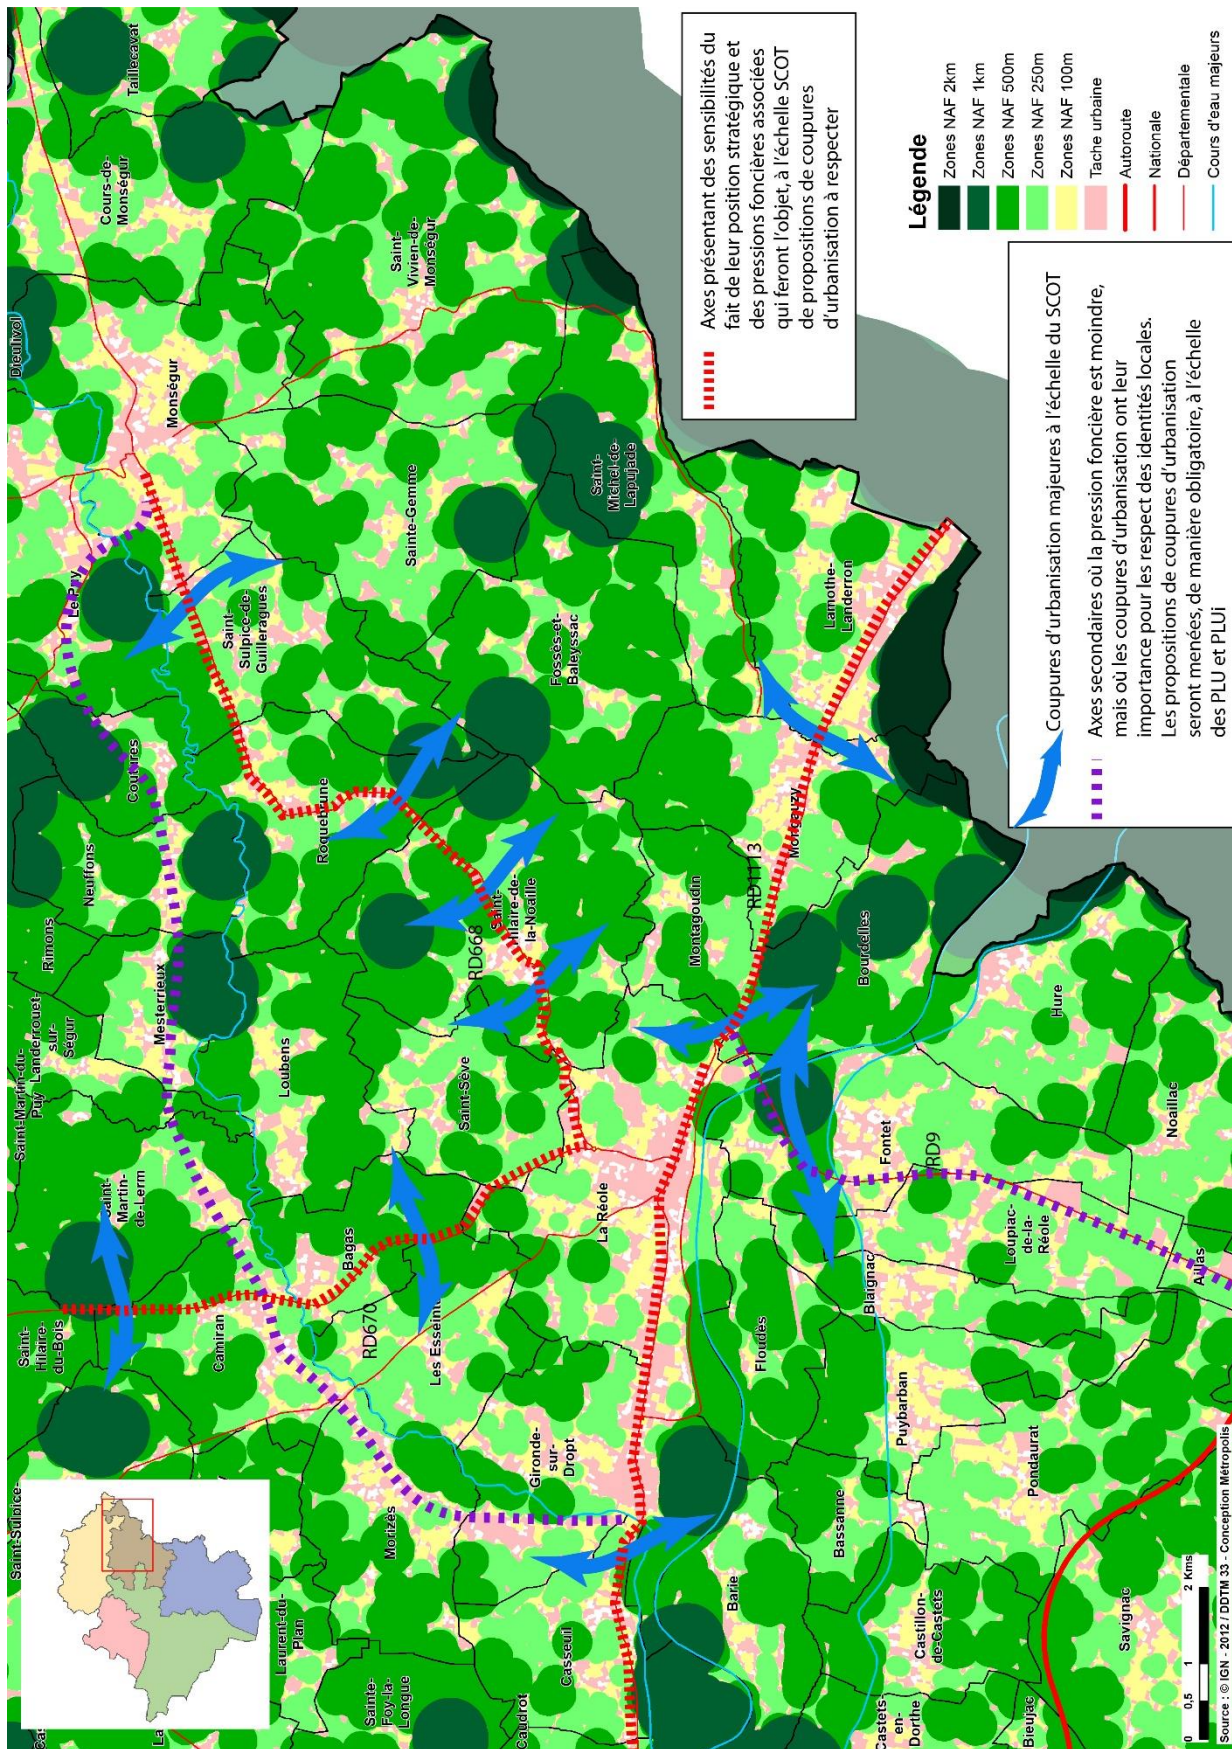 Saint-Sulpice-
Taillecavat
Cours-de-
Monségur
Dieulivol
Monségur
Saint-
Vivien-de-
Monségur
Le Puy
Saint-
Sulpice-de-
Guilleragues
Sainte-Gemme
Saint-
Michel-de-
Lapujade
Coutures
Neuffons
Rimons
Roquebrune
Fossès-et-
Baleyssac
Lamothe-
Landerron
Saint-Martin-du-
Puy
Landerrouet-
sur-
Ségur
Mesterrieux
Loubens
RD668
Saint-
Hilaire-de-
la-Noaille
Montagoudin
RD1113
Mongauzy
Bourdelles
Saint-
Martin-
de-Lerm
Saint-
Hilaire-
du-Bois
Camiran
Bagas
Saint-Sève
RD670
Les Esseintes
La Réole
Fontet
RD9
Hure
Noaillac
Loupiac-
de-la-
Réole
Aillas
Blaignac
Floudès
Gironde-
sur-
Dropt
Morizès
Laurent-du-
Plan
Sainte-
Foy-la-
Longue
Casseuil
Caudrot
Barie
Bassanne
Puybarban
Pondaurat
Castillon-
de-Castets
Castets-
en-
Dorthe
Bieujac
Savignac
Axes présentant des sensibilités du
fait de leur position stratégique et
des pressions foncières associées
qui feront l'objet, à l'échelle SCOT
de propositions de coupures
d'urbanisation à respecter
Coupures d'urbanisation majeures à l'échelle du SCOT
Axes secondaires où la pression foncière est moindre,
mais où les coupures d'urbanisation ont leur
importance pour les respect des identités locales.
Les propositions de coupures d'urbanisation
seront menées, de manière obligatoire, à l'échelle
des PLU et PLUi
Légende
Zones NAF 2km
Zones NAF 1km
Zones NAF 500m
Zones NAF 250m
Zones NAF 100m
Tache urbaine
Autoroute
Nationale
Départementale
Cours d'eau majeurs
0 0,5 1 2 Kms
Source : © IGN - 2012 / DDTM 33 - Conception Métropolis